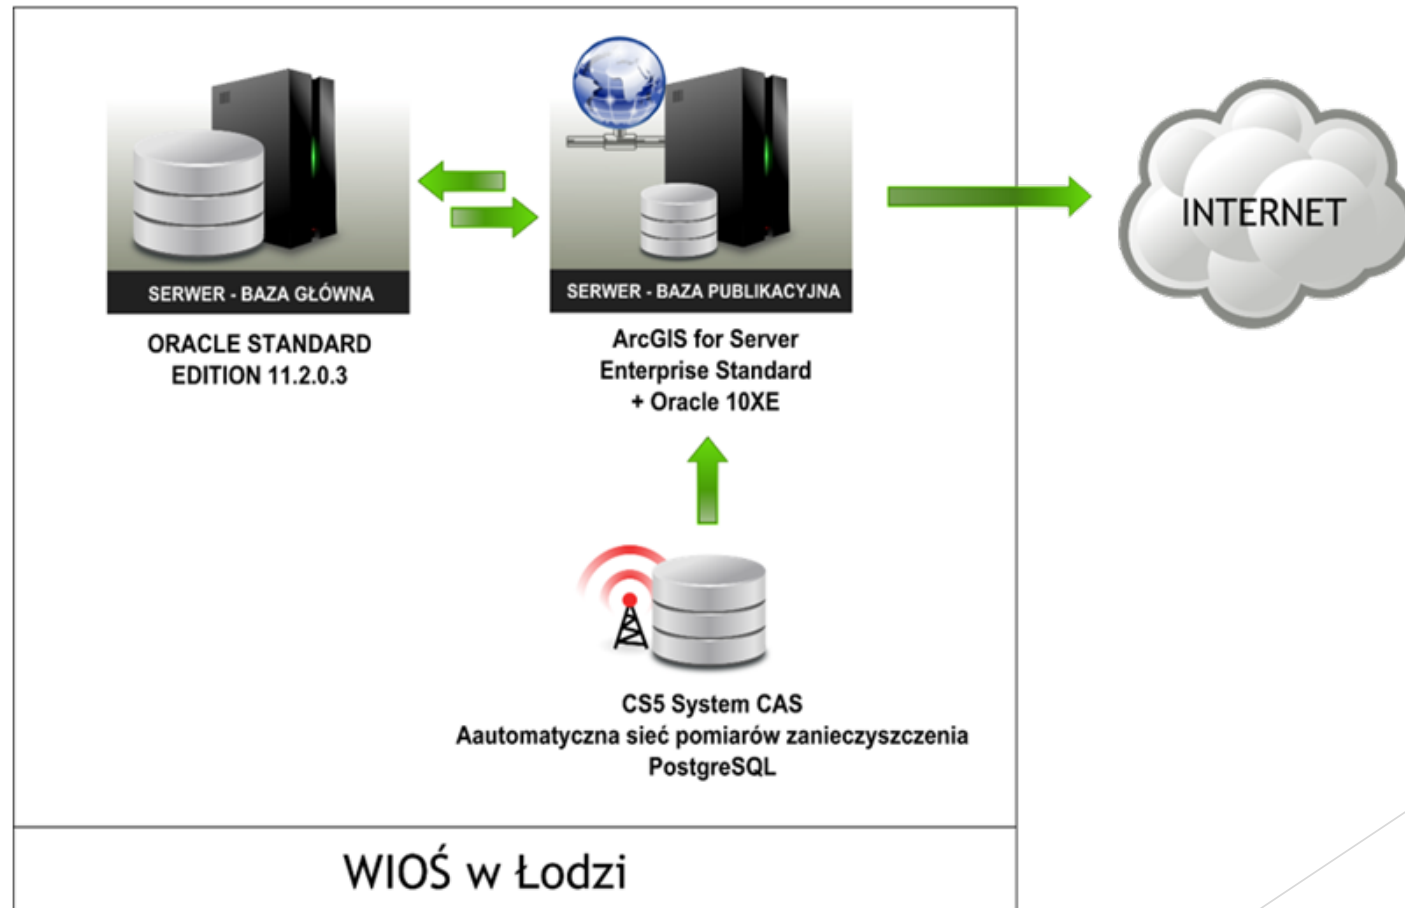 SERWER - BAZA GŁÓWNA
ORACLE STANDARD
EDITION 11.2.0.3
SERWER - BAZA PUBLIKACYJNA
ArcGIS for Server
Enterprise Standard
+ Oracle 10XE
INTERNET
CS5 System CAS
Aautomatyczna sieć pomiarów zanieczyszczenia
PostgreSQL
WIOŚ w Łodzi